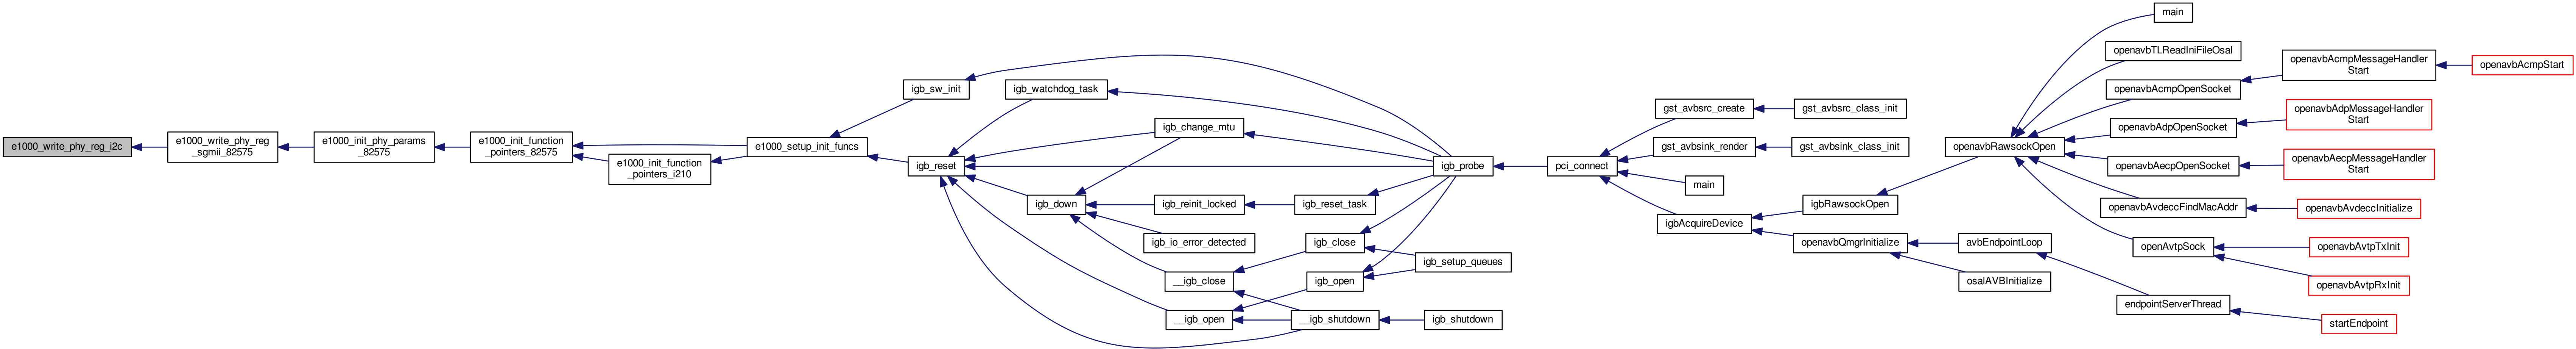 e1000_write_phy_reg_i2c
e1000_write_phy_reg
_sgmii_82575
e1000_init_phy_params
_82575
e1000_init_function
_pointers_82575
e1000_init_function
_pointers_i210
e1000_setup_init_funcs
igb_sw_init
igb_reset
igb_watchdog_task
igb_change_mtu
igb_down
igb_reinit_locked
igb_reset_task
igb_io_error_detected
__igb_close
igb_close
igb_setup_queues
igb_open
__igb_open
__igb_shutdown
igb_shutdown
igb_probe
pci_connect
gst_avbsrc_create
gst_avbsrc_class_init
gst_avbsink_render
gst_avbsink_class_init
main
igbAcquireDevice
igbRawsockOpen
openavbQmgrInitialize
avbEndpointLoop
osalAVBInitialize
openavbRawsockOpen
main
openavbTLReadIniFileOsal
openavbAcmpOpenSocket
openavbAcmpMessageHandler
Start
openavbAcmpStart
openavbAdpOpenSocket
openavbAdpMessageHandler
Start
openavbAecpOpenSocket
openavbAecpMessageHandler
Start
openavbAvdeccFindMacAddr
openavbAvdeccInitialize
openAvtpSock
openavbAvtpTxInit
openavbAvtpRxInit
endpointServerThread
startEndpoint